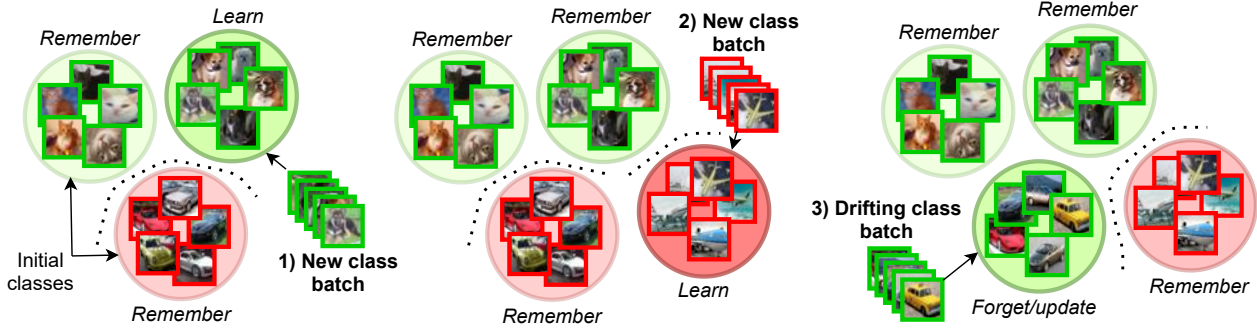 Remember
Learn
Initial
classes
1) New class
batch
Remember
Remember
Remember
2) New class
batch
Remember
Learn
Remember
Remember
3) Drifting class
batch
Forget/update
Remember